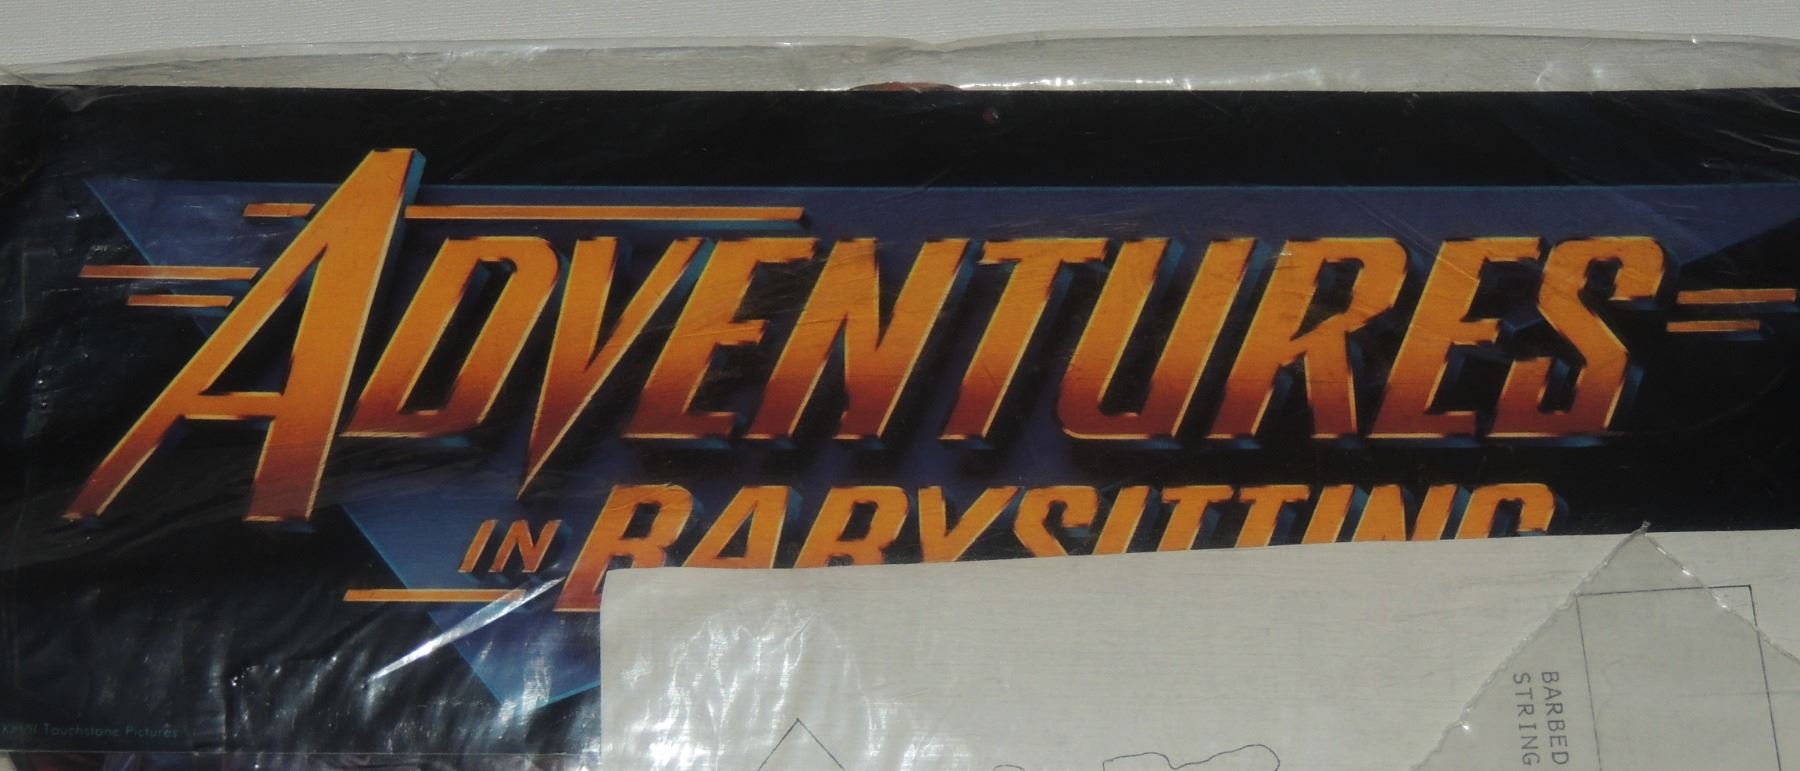 ADVENTURES
IN BABYSITTING
Touchstone Pictures
BARBED
STRING